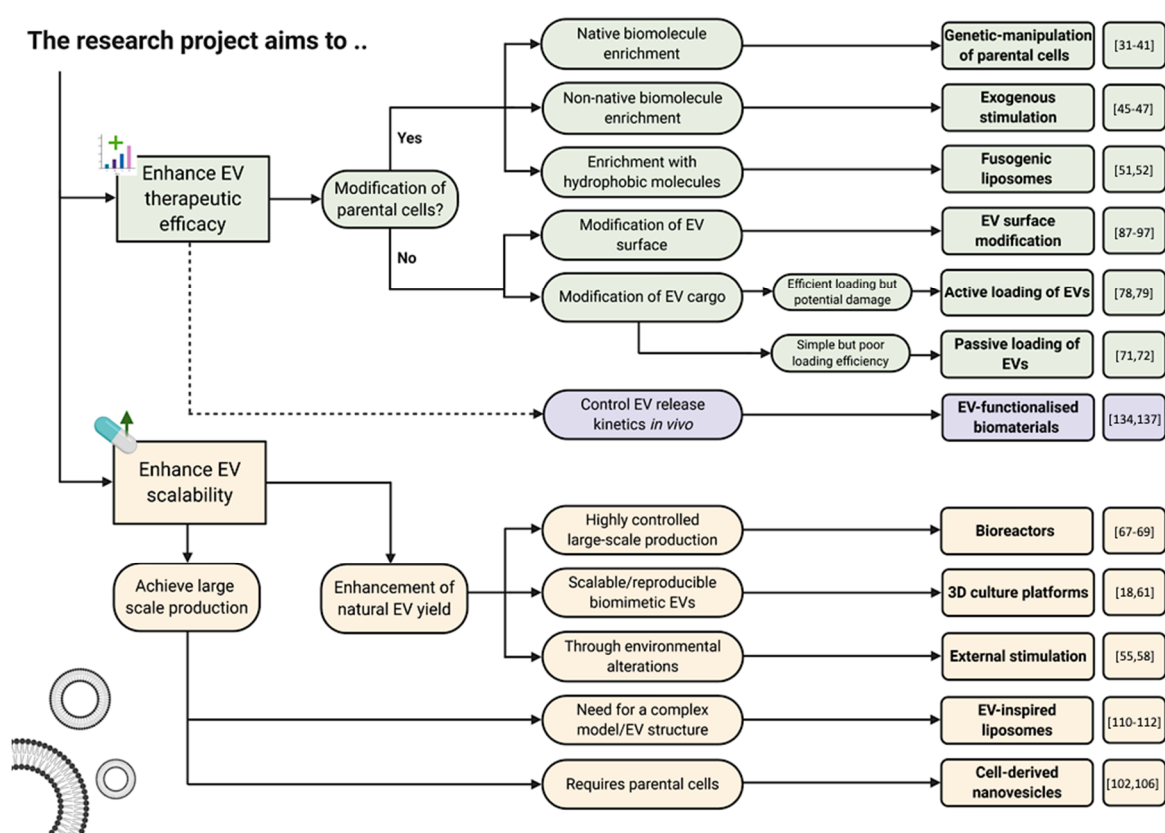 The research project aims to ..
Native biomolecule
enrichment
Genetic-manipulation
of parental cells
[31-41]
Non-native biomolecule
enrichment
Exogenous
stimulation
[45-47]
Yes
Enhance EV
therapeutic
efficacy
Modification of
parental cells?
Enrichment with
hydrophobic molecules
Fusogenic
liposomes
[51,52]
No
Modification of EV
surface
EV surface
modification
[87-97]
Modification of EV cargo
Efficient loading but
potential damage
Active loading of EVs
[78,79]
Simple but poor
loading efficiency
Passive loading of
EVs
[71,72]
Control EV release
kinetics in vivo
EV-functionalised
biomaterials
[134,137]
Enhance EV
scalability
Highly controlled
large-scale production
Bioreactors
[67-69]
Achieve large
scale production
Enhancement of
natural EV yield
Scalable/reproducible
biomimetic EVs
3D culture platforms
[18,61]
Through environmental
alterations
External stimulation
[55,58]
Need for a complex
model/EV structure
EV-inspired
liposomes
[110-112]
Requires parental cells
Cell-derived
nanovesicles
[102,106]